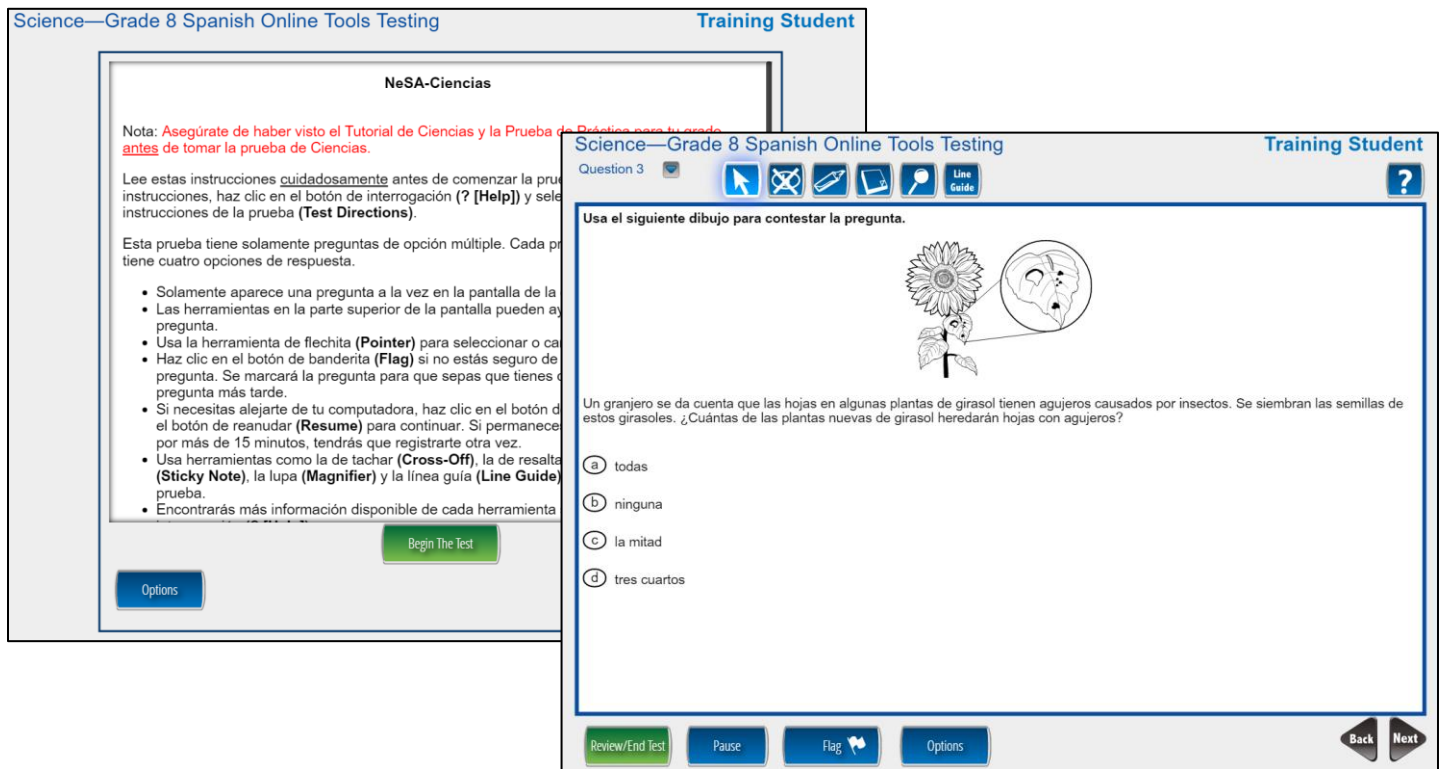 Science—Grade 8 Spanish Online Tools Testing
Training Student
NeSA-Ciencias
Nota: Asegúrate de haber visto el Tutorial de Ciencias y la Prueba de Práctica para tu grado
antes de tomar la prueba de Ciencias.
Lee estas instrucciones cuidadosamente antes de comenzar la
instrucciones, haz clic en el botón de interrogación (? [Help]) y
instrucciones de la prueba (Test Directions).
Esta prueba tiene solamente preguntas de opción múltiple. Cada
tiene cuatro opciones de respuesta.
• Solamente aparece una pregunta a la vez en la pantalla de la
• Las herramientas en la parte superior de la pantalla pueden
pregunta.
• Usa la herramienta de flechita (Pointer) para seleccionar o
• Haz clic en el botón de banderita (Flag) si no estás seguro de
pregunta. Se marcará la pregunta para que sepas que tienes
pregunta más tarde.
• Si necesitas alejarte de tu computadora, haz clic en el botón
el botón de reanudar (Resume) para continuar. Si
por más de 15 minutos, tendrás que registrarte otra vez.
• Usa herramientas como la de tachar (Cross-Off), la de
(Sticky Note), la lupa (Magnifier) y la línea guía (Line Guide)
prueba.
• Encontrarás más información disponible de cada herramienta
Begin The Test
Options
Science—Grade 8 Spanish Online Tools Testing
Training Student
Question 3
Line
Guide
?
Usa el siguiente dibujo para contestar la pregunta.
Un granjero se da cuenta que las hojas en algunas plantas de girasol tienen agujeros causados por insectos. Se siembran las semillas de
estos girasoles. ¿Cuántas de las plantas nuevas de girasol heredarán hojas con agujeros?
a todas
b ninguna
c la mitad
d tres cuartos
Review/End Test
Pause
Flag
Options
Back
Next